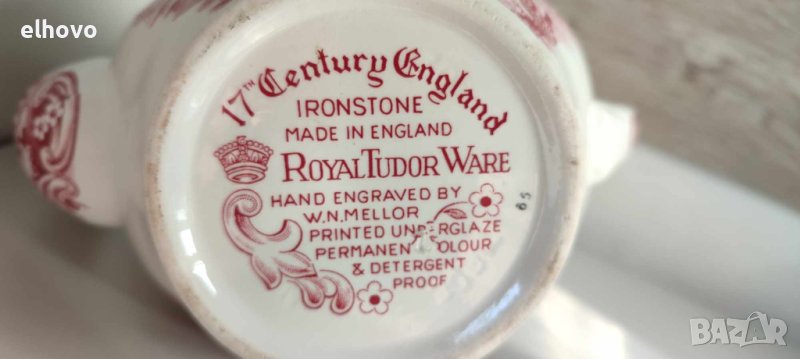 elhovo
17TH Century England
IRONSTONE
MADE IN ENGLAND
ROYAL TUDOR WARE
HAND ENGRAVED BY
W.N.MELLOR
PRINTED UNDERGLAZE
PERMANENT COLOUR
& DETERGENT
PROOF
65
BAZAR